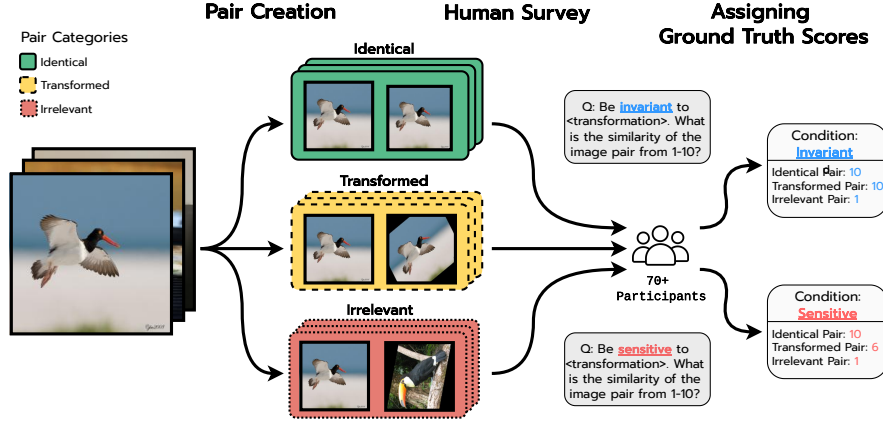 Pair Creation
Human Survey
Assigning
Ground Truth Scores
Pair Categories
Identical
Transformed
Irrelevant
Identical
Transformed
Irrelevant
Q: Be invariant to
<transformation>. What
is the similarity of the
image pair from 1-10?
70+
Participants
Q: Be sensitive to
<transformation>. What
is the similarity of the
image pair from 1-10?
Condition:
Invariant
Identical Pair: 10
Transformed Pair: 10
Irrelevant Pair: 1
Condition:
Sensitive
Identical Pair: 10
Transformed Pair: 6
Irrelevant Pair: 1